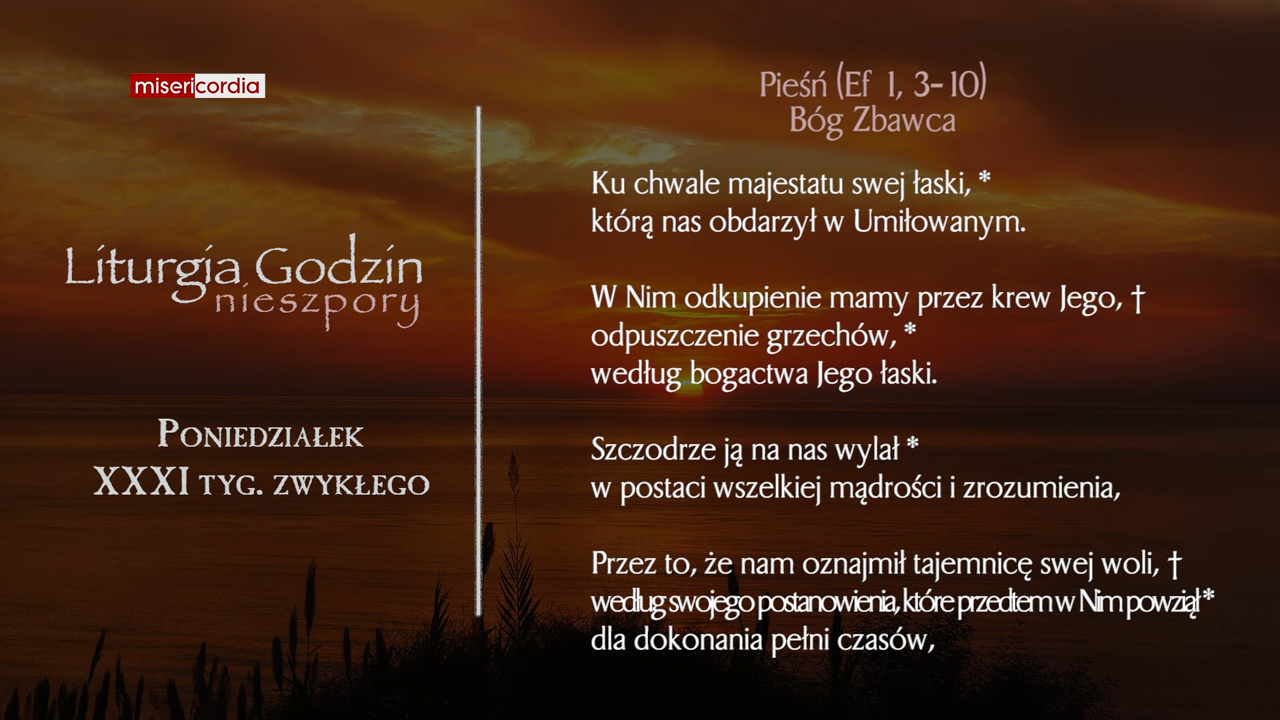 misericordia
Liturgia Godzin
nieszpory
Poniedziałek
XXXI tyg. zwykłego
Pieśń (Ef 1, 3-10)
Bóg Zbawca
Ku chwale majestatu swej łaski, *
którą nas obdarzył w Umiłowanym.
W Nim odkupienie mamy przez krew Jego, †
odpuszczenie grzechów, *
według bogactwa Jego łaski.
Szczodrze ją na nas wylał *
w postaci wszelkiej mądrości i zrozumienia,
Przez to, że nam oznajmił tajemnicę swej woli, †
według swojego postanowienia, które przedtem w Nim powziął *
dla dokonania pełni czasów,